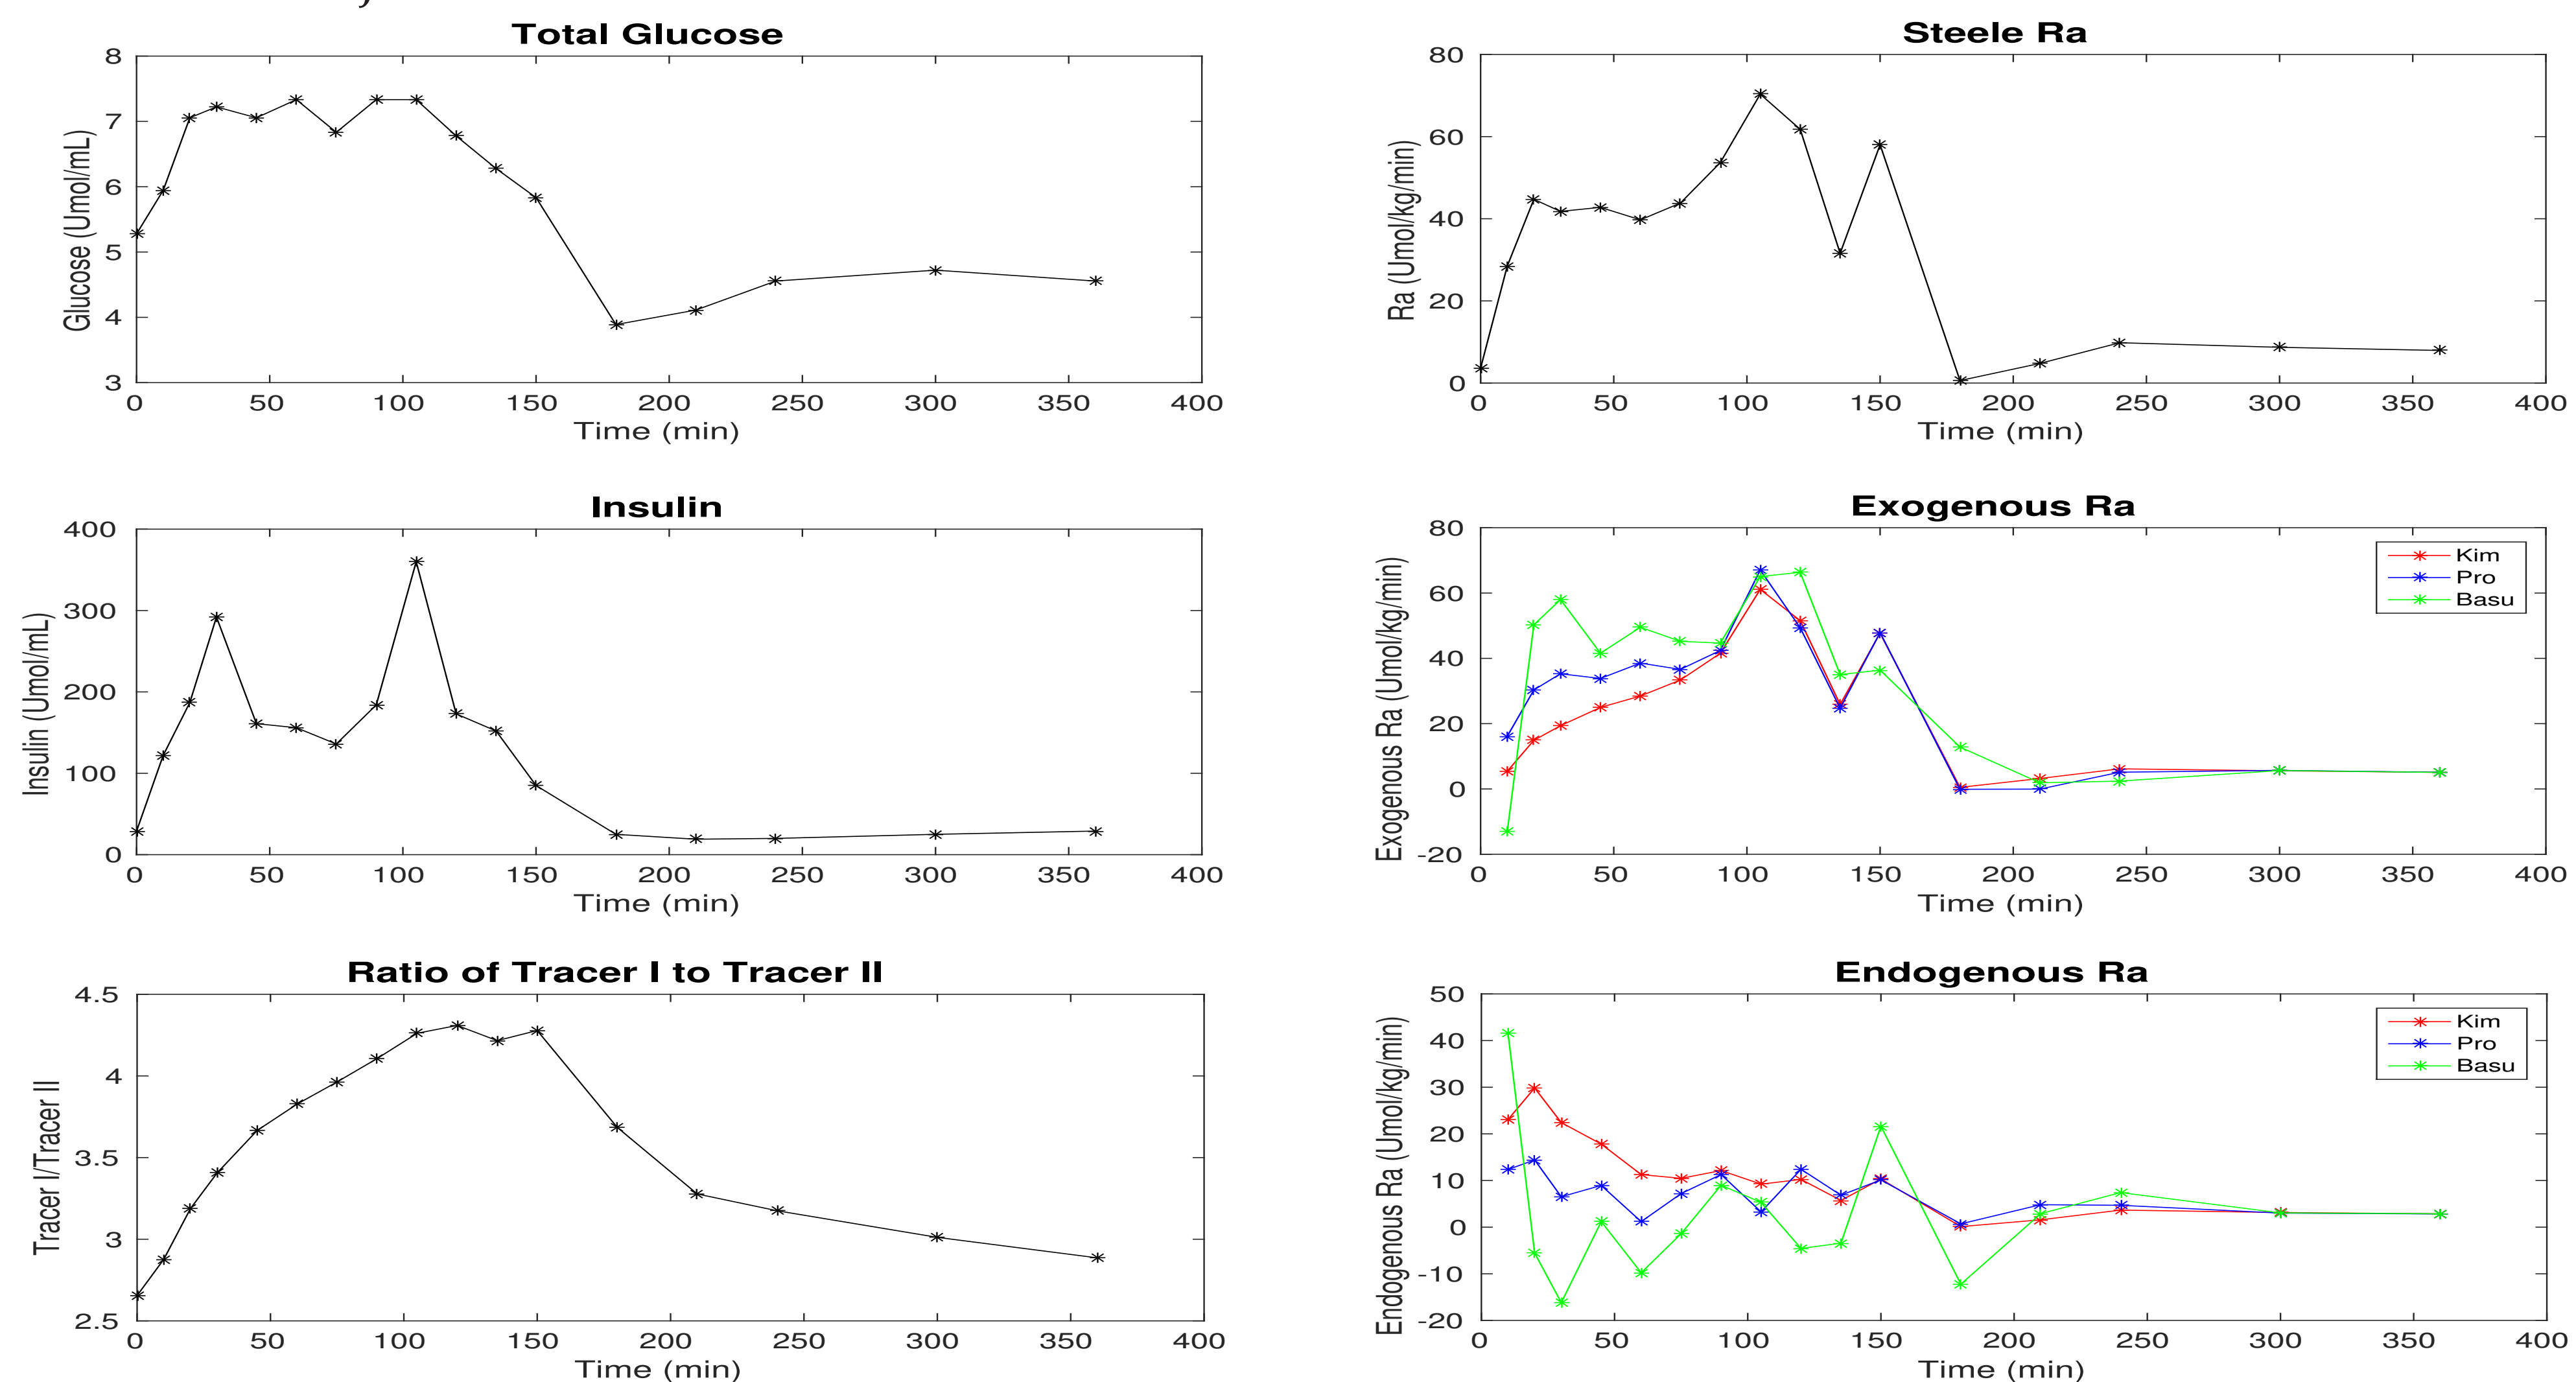 Total Glucose
8
7
6
5
4
3
Glucose (Umol/mL)
0 50 100 150 200 250 300 350 400
Time (min)
Steele Ra
80
60
40
20
0
Ra (Umol/kg/min)
0 50 100 150 200 250 300 350 400
Time (min)
Insulin
400
300
200
100
0
Insulin (Umol/mL)
0 50 100 150 200 250 300 350 400
Time (min)
Exogenous Ra
80
60
40
20
0
-20
Exogenous Ra (Umol/kg/min)
Kim
Pro
Basu
0 50 100 150 200 250 300 350 400
Time (min)
Ratio of Tracer I to Tracer II
4.5
4
3.5
3
2.5
Tracer I/Tracer II
0 50 100 150 200 250 300 350 400
Time (min)
Endogenous Ra
50
40
30
20
10
0
-10
-20
Endogenous Ra (Umol/kg/min)
Kim
Pro
Basu
0 50 100 150 200 250 300 350 400
Time (min)